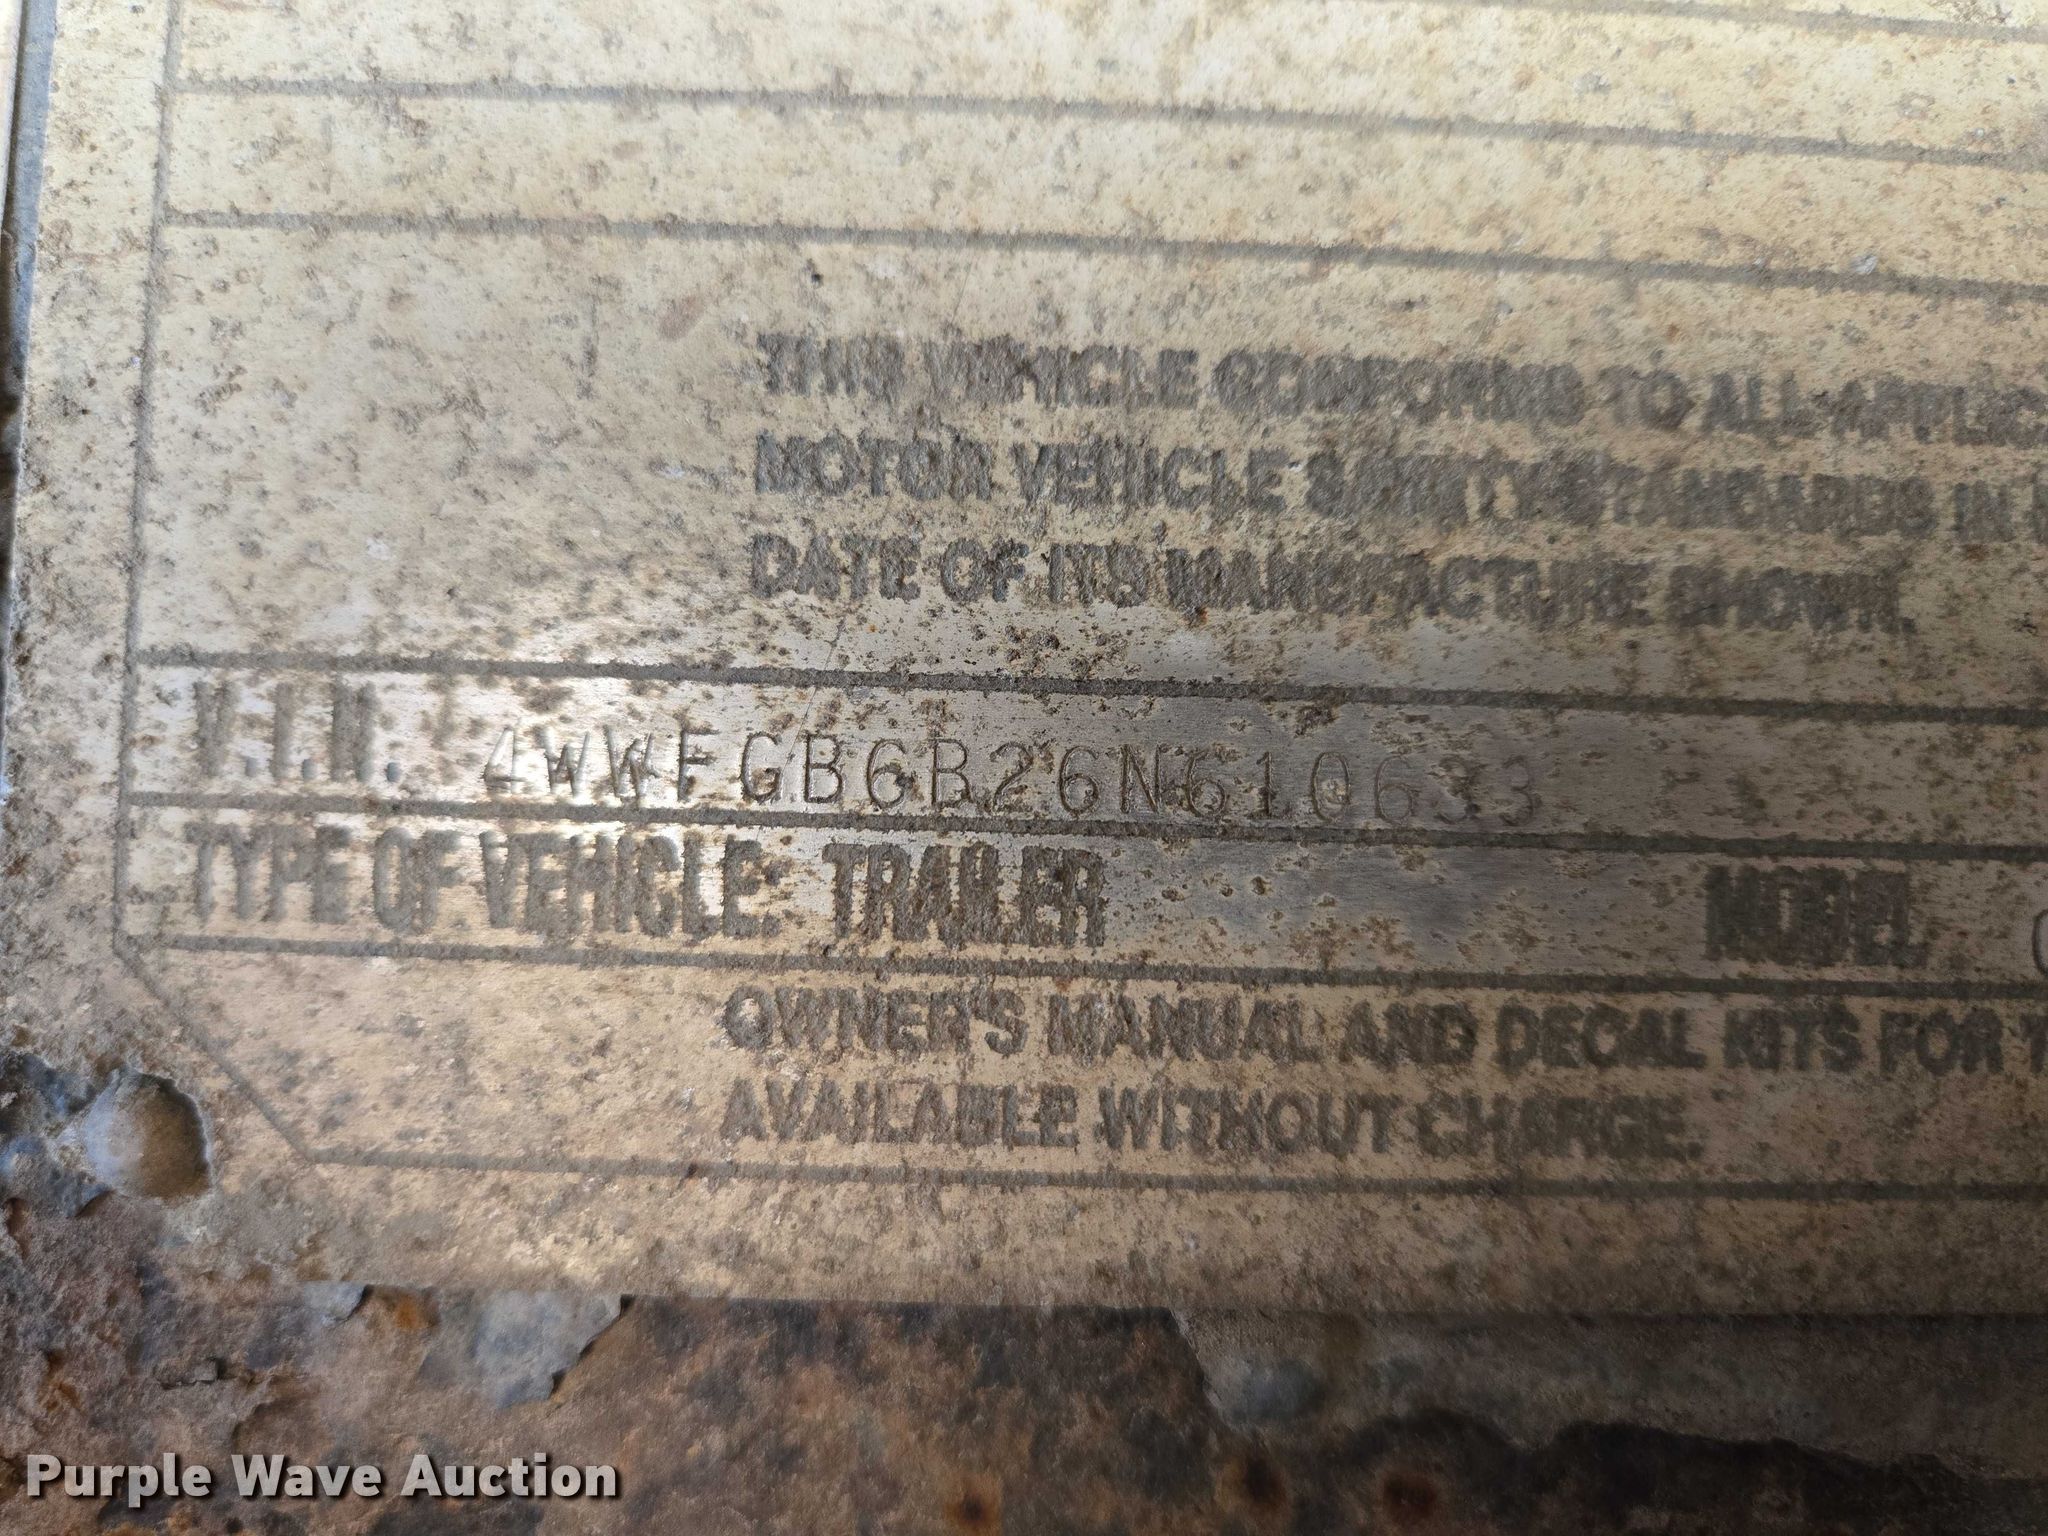 THIS VEHICLE CONFORMS TO ALL APPLICA
MOTOR VEHICLE SAFETY STANDARDS IN
DATE OF ITS MANUFACTURE SHOWN.
V.I.N. 4WWFGB6B26N610633
TYPE OF VEHICLE: TRAILER MODEL
OWNER'S MANUAL AND DECAL KITS FOR T
AVAILABLE WITHOUT CHARGE.
Purple Wave Auction